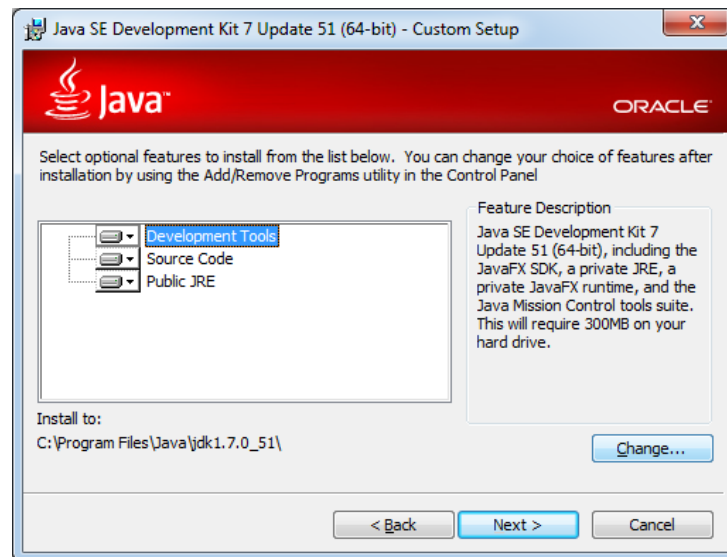 Java SE Development Kit 7 Update 51 (64-bit) - Custom Setup
Java™
ORACLE®
Select optional features to install from the list below. You can change your choice of features after
installation by using the Add/Remove Programs utility in the Control Panel
Development Tools
Source Code
Public JRE
Feature Description
Java SE Development Kit 7
Update 51 (64-bit), including the
JavaFX SDK, a private JRE, a
private JavaFX runtime, and the
Java Mission Control tools suite.
This will require 300MB on your
hard drive.
Install to:
C:\Program Files\Java\jdk1.7.0_51\
Change...
< Back
Next >
Cancel